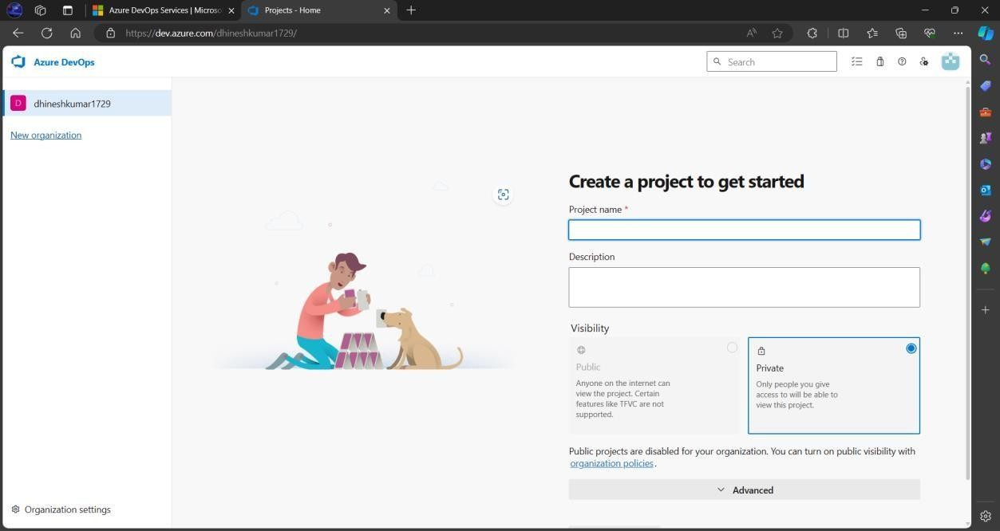 Azure DevOps Services | Microso
Projects - Home
https://dev.azure.com/dhineshkumar1729/
Azure DevOps
Search
D dhineshkumar1729
New organization
Create a project to get started
Project name *
Description
Visibility
Public
Anyone on the internet can
view the project. Certain
features like TFVC are not
supported.
Private
Only people you give
access to will be able to
view this project.
Public projects are disabled for your organization. You can turn on public visibility with
organization policies.
Advanced
Organization settings